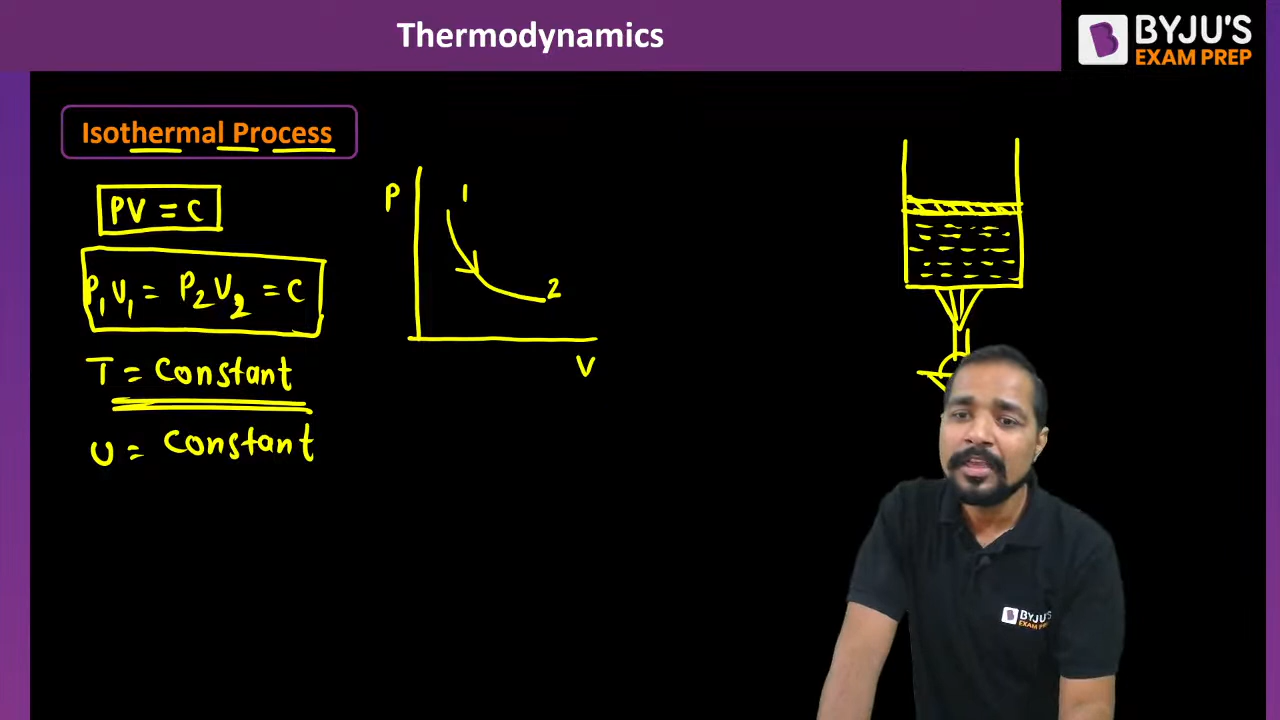 Thermodynamics
BYJU'S
EXAM PREP
Isothermal Process
PV = C
P₁V₁ = P₂V₂ = C
T = Constant
U = Constant
P
1
2
V
BYJU'S
EXAM PREP